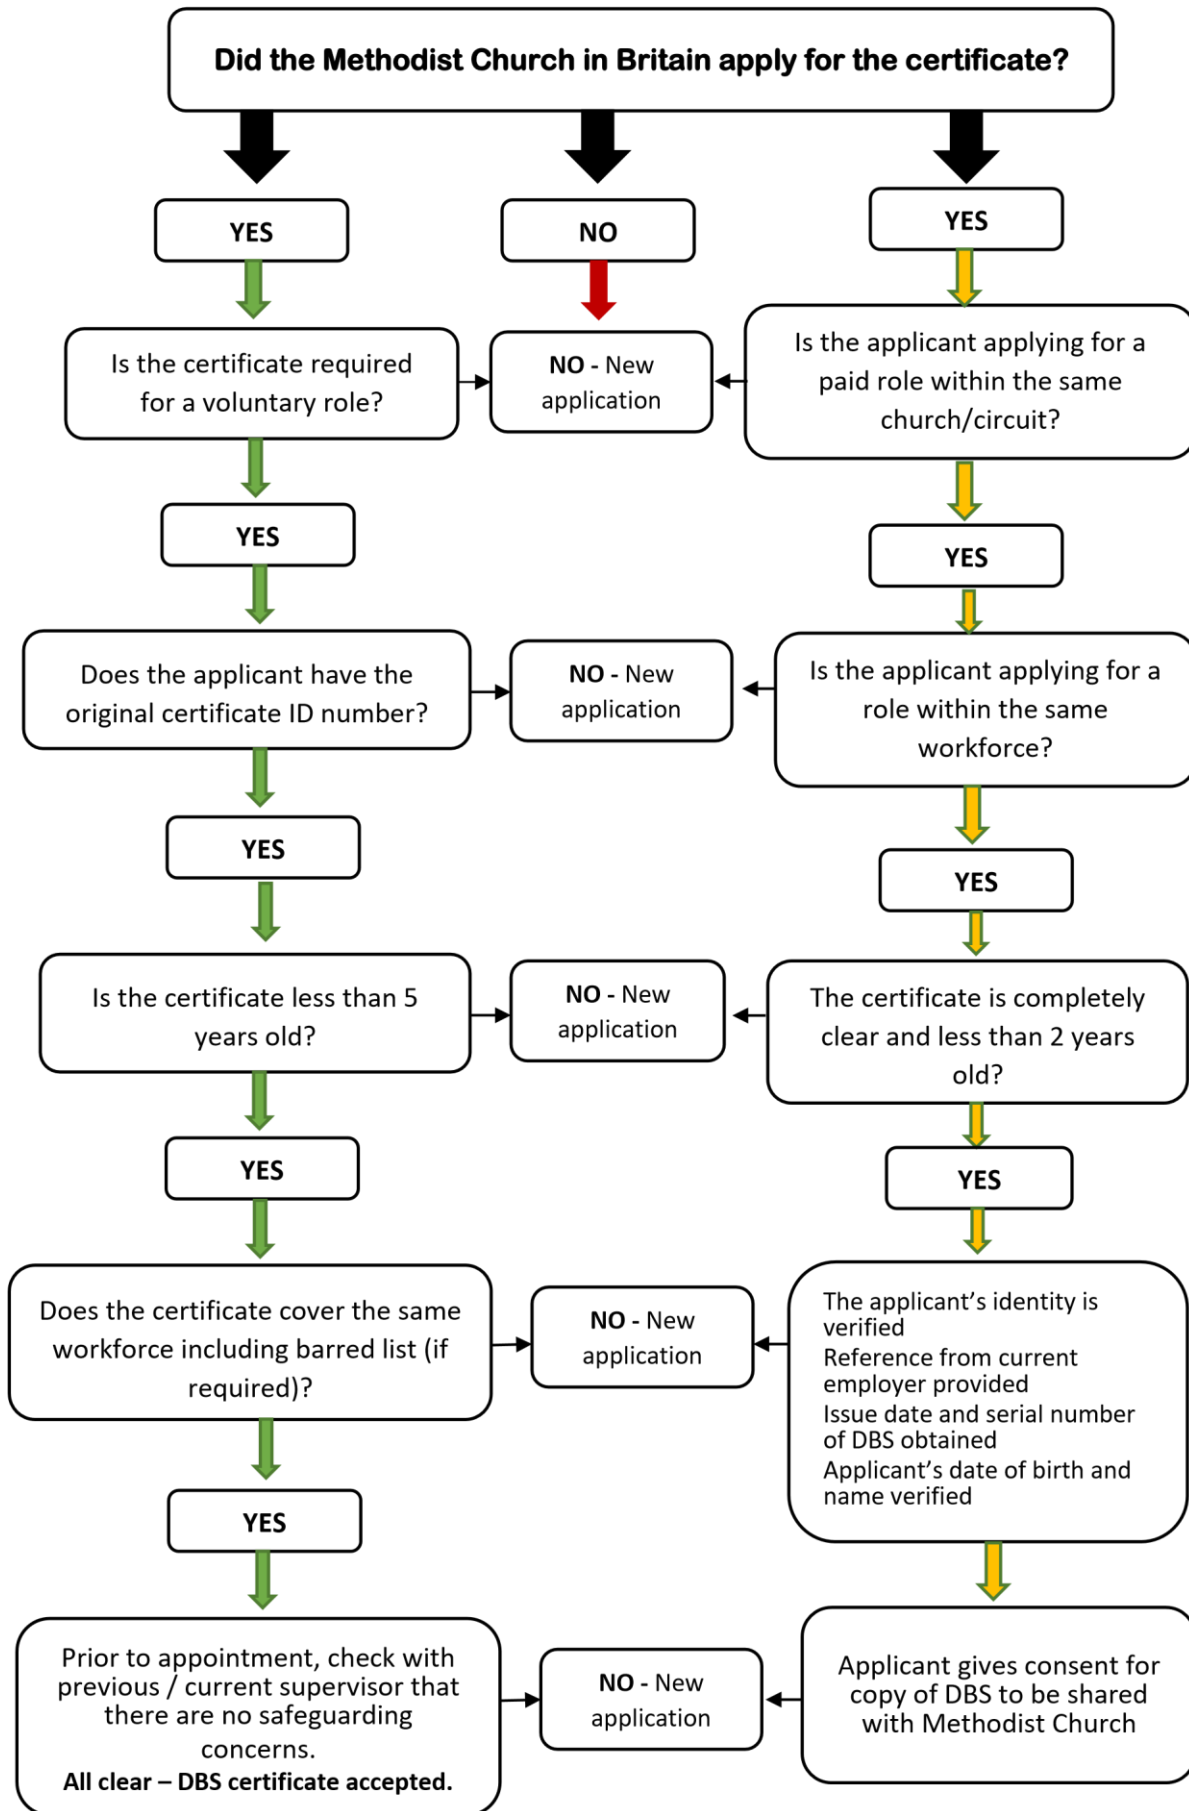 Did the Methodist Church in Britain apply for the certificate?
YES
NO
YES
Is the certificate required
for a voluntary role?
NO - New
application
Is the applicant applying for a
paid role within the same
church/circuit?
YES
YES
Does the applicant have the
original certificate ID number?
NO - New
application
Is the applicant applying for a
role within the same
workforce?
YES
YES
Is the certificate less than 5
years old?
NO - New
application
The certificate is completely
clear and less than 2 years
old?
YES
YES
Does the certificate cover the same
workforce including barred list (if
required)?
NO - New
application
The applicant’s identity is
verified
Reference from current
employer provided
Issue date and serial number
of DBS obtained
Applicant’s date of birth and
name verified
YES
Prior to appointment, check with
previous / current supervisor that
there are no safeguarding
concerns.
All clear – DBS certificate accepted.
NO - New
application
Applicant gives consent for
copy of DBS to be shared
with Methodist Church